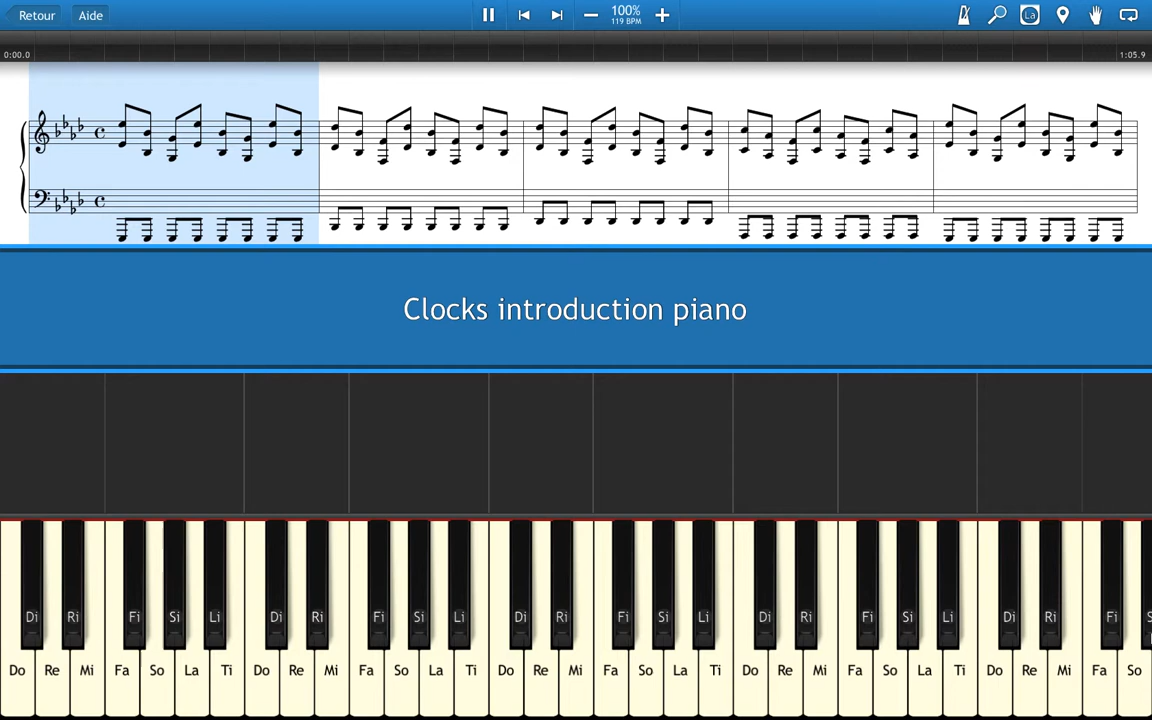 Retour Aide 100%
119 BPM
La
0:00.0 1:05.9
Clocks introduction piano
Di Ri Fi Si Li Di Ri Fi Si Li Di Ri Fi Si Li Di Ri Fi Si Li Di Ri Fi S
Do Re Mi Fa So La Ti Do Re Mi Fa So La Ti Do Re Mi Fa So La Ti Do Re Mi Fa So La Ti Do Re Mi Fa So